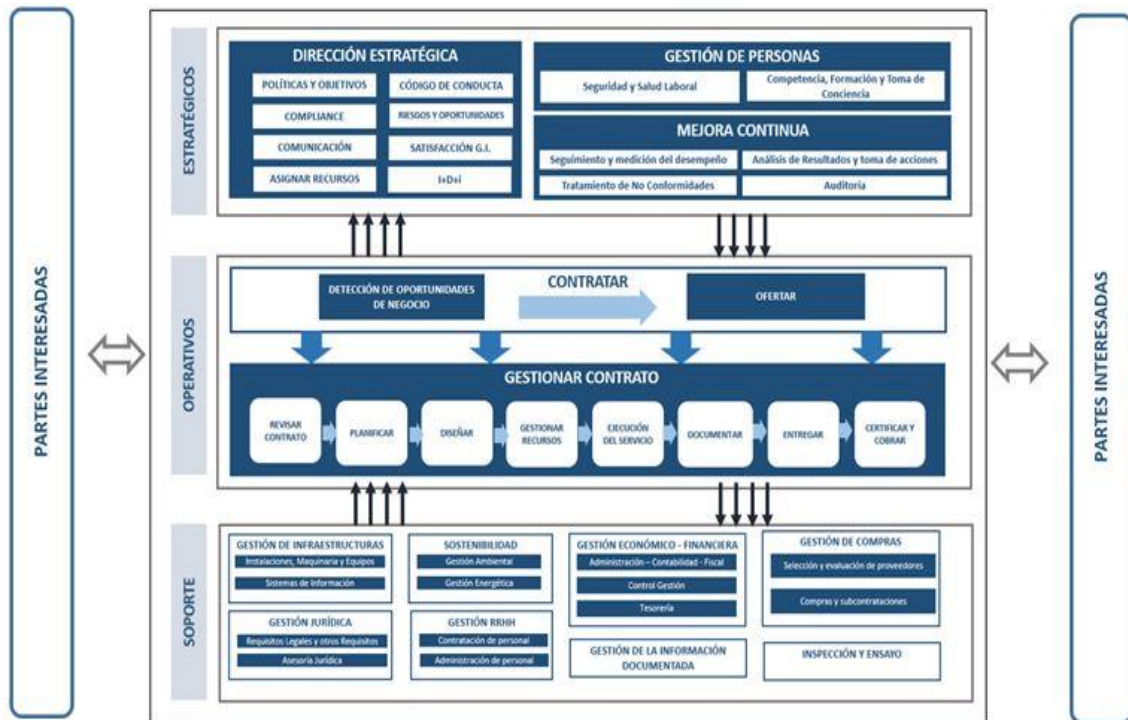 PARTES INTERESADAS
ESTRATÉGICOS
DIRECCIÓN ESTRATÉGICA
POLÍTICAS Y OBJETIVOS
CÓDIGO DE CONDUCTA
COMPLIANCE
RIESGOS Y OPORTUNIDADES
COMUNICACIÓN
SATISFACCIÓN G.I.
ASIGNAR RECURSOS
I+D+i
GESTIÓN DE PERSONAS
Seguridad y Salud Laboral
Competencia, Formación y Toma de
Conciencia
MEJORA CONTINUA
Seguimiento y medición del desempeño
Análisis de Resultados y toma de acciones
Tratamiento de No Conformidades
Auditoria
OPERATIVOS
DETECCIÓN DE OPORTUNIDADES
DE NEGOCIO
CONTRATAR
OFERTAR
GESTIONAR CONTRATO
REVISAR
CONTRATO
PLANIFICAR
DISEÑAR
GESTIONAR
RECURSOS
EJECUCIÓN
DEL SERVICIO
DOCUMENTAR
ENTREGAR
CERTIFICAR Y
COBRAR
SOPORTE
GESTIÓN DE INFRAESTRUCTURAS
Instalaciones, Maquinaria y Equipos
Sistemas de Información
SOSTENIBILIDAD
Gestión Ambiental
Gestión Energética
GESTIÓN ECONÓMICO - FINANCIERA
Administración – Contabilidad - Fiscal
Control Gestión
Tesorería
GESTIÓN DE COMPRAS
Selección y evaluación de proveedores
Compras y subcontrataciones
GESTIÓN JURÍDICA
Requisitos Legales y otros Requisitos
Asesoría Jurídica
GESTIÓN RRHH
Contratación de personal
Administración de personal
GESTIÓN DE LA INFORMACIÓN
DOCUMENTADA
INSPECCIÓN Y ENSAYO
PARTES INTERESADAS